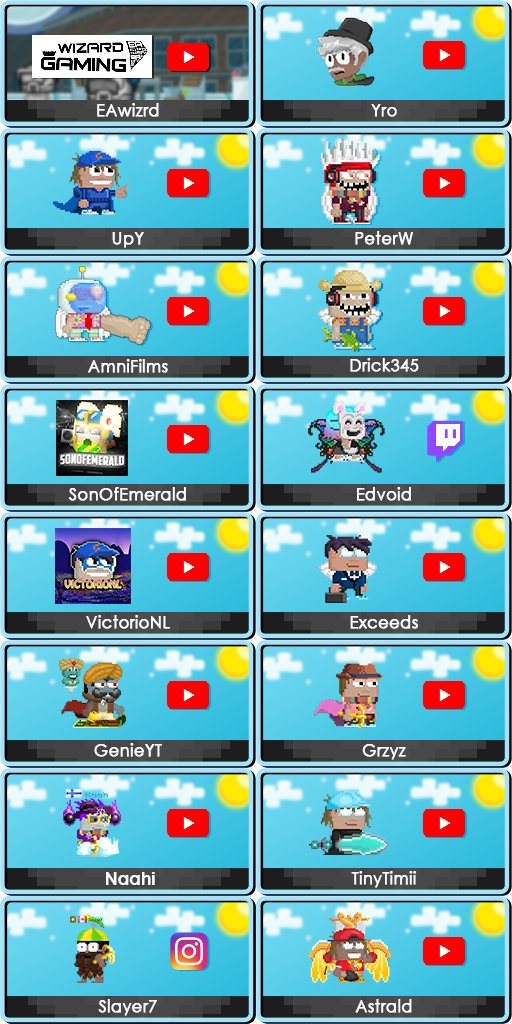 WIZARD
GAMING
EAwizrd
Yro
UpY
PeterW
AmniFilms
Drick345
SONOFEMERALD
SonOfEmerald
Edvoid
VICTORIONL
VictorioNL
Exceeds
GenieYT
Grzyz
Naahi
Naahi
TinyTimii
Slayer7
Astrald